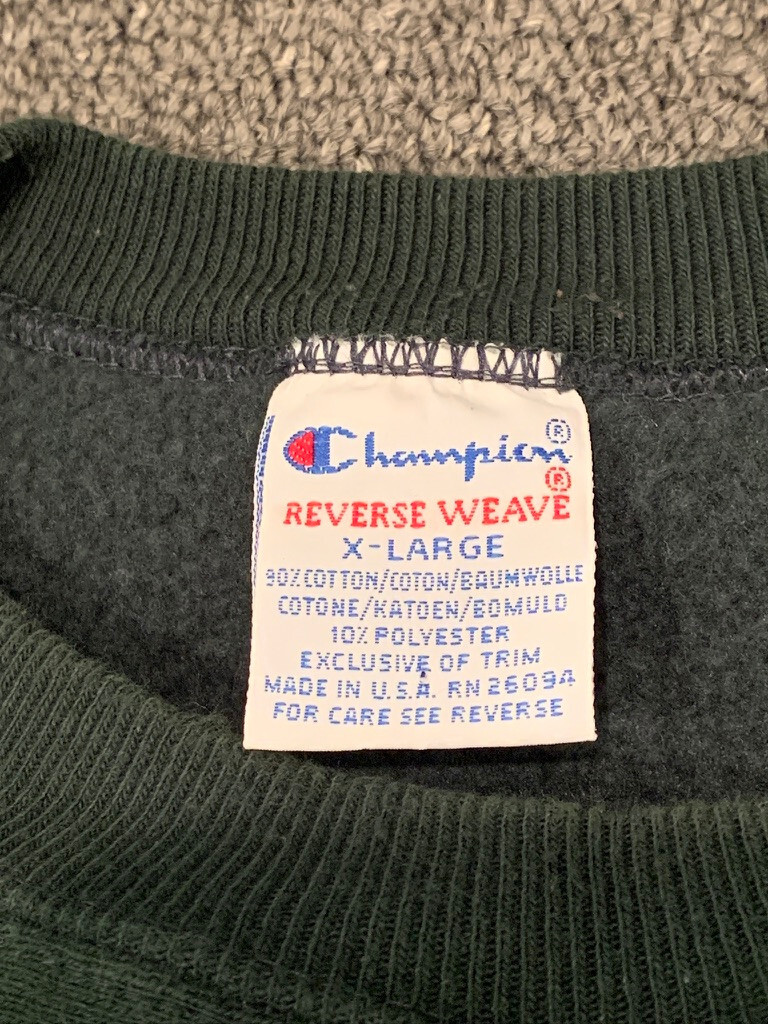 Champion®
REVERSE WEAVE®
X-LARGE
90% COTTON/COTON/BAUMWOLLE
COTONE/KATOEN/BOMULD
10% POLYESTER
EXCLUSIVE OF TRIM
MADE IN U.S.A. RN 26094
FOR CARE SEE REVERSE